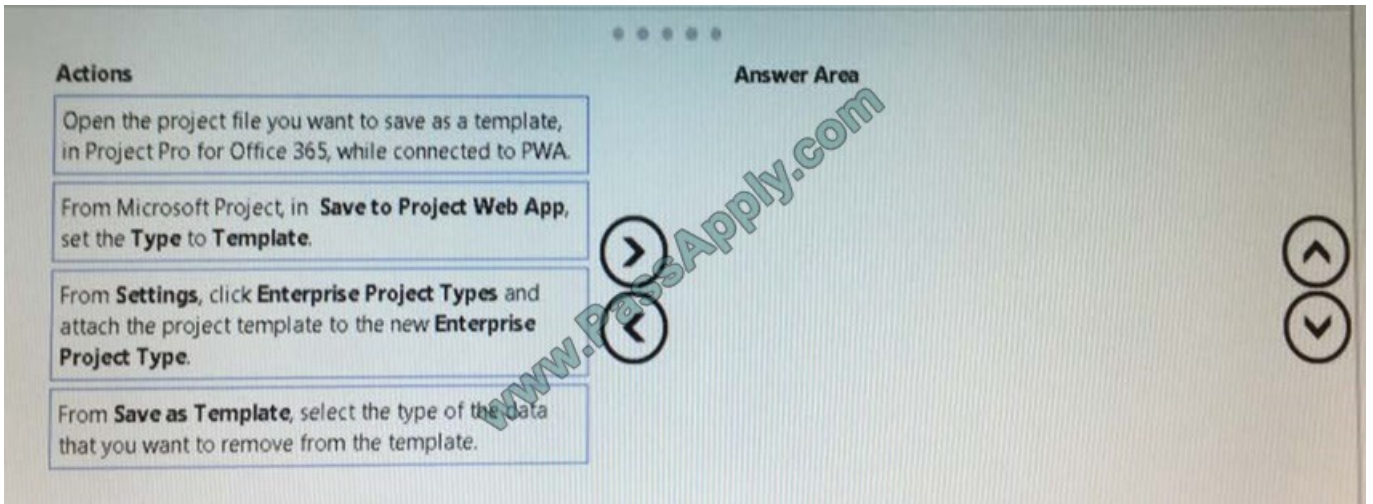 Actions
Answer Area
Open the project file you want to save as a template,
in Project Pro for Office 365, while connected to PWA.
From Microsoft Project, in Save to Project Web App,
set the Type to Template.
From Settings, click Enterprise Project Types and
attach the project template to the new Enterprise
Project Type.
From Save as Template, select the type of the data
that you want to remove from the template.
www.PassApply.com